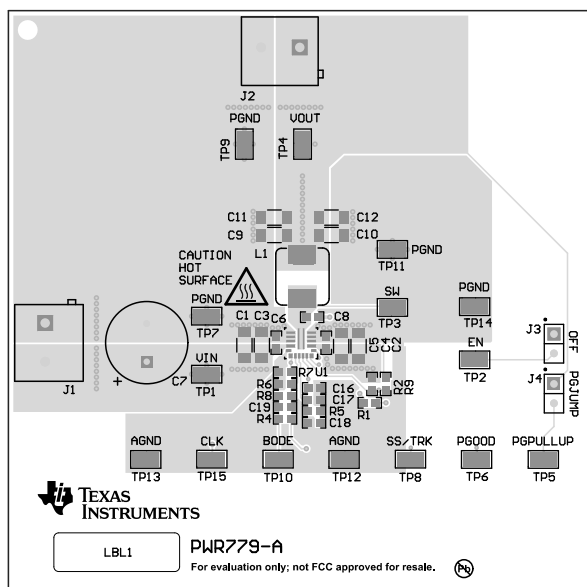 J2
PGND VOUT
TP9 TP4
C11 C12
C9 C10
L1
CAUTION
HOT
SURFACE
PGND
TP11
PGND
TP7
C1 C3
C6
C8
SW
TP3
PGND
TP14
J3
OFF
J1
+
C7
VIN
TP1
C5
C4
C2
EN
TP2
J4
PGJUMP
R7 U1
R6
R8
C19
R4
C16
C17
R5
C18
R2
R9
R1
AGND CLK BODE AGND SS/TRK PGOOD PGPULLUP
TP13 TP15 TP10 TP12 TP8 TP6 TP5
TEXAS
INSTRUMENTS
LBL1
PWR779-A
For evaluation only; not FCC approved for resale.
Pb